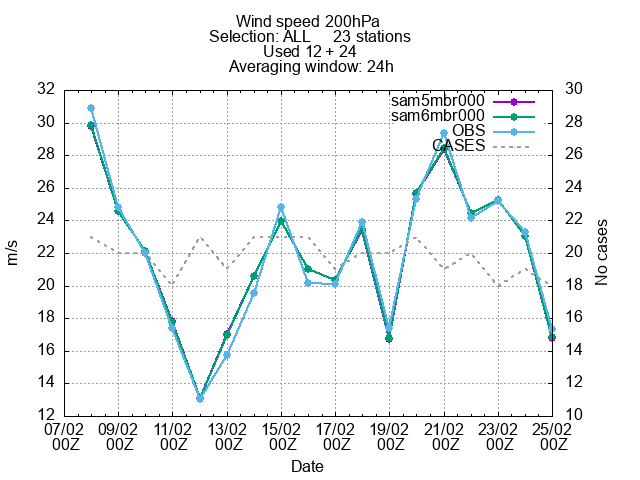 Wind speed 200hPa
Selection: ALL 23 stations
Used 12 + 24
Averaging window: 24h
32
30
28
26
24
22
20
18
16
14
12
30
28
26
24
22
20
18
16
14
12
10
m/s
No cases
sam5mbr000
sam6mbr000
OBS
CASES
07/02 09/02 11/02 13/02 15/02 17/02 19/02 21/02 23/02 25/02
00Z 00Z 00Z 00Z 00Z 00Z 00Z 00Z 00Z 00Z
Date